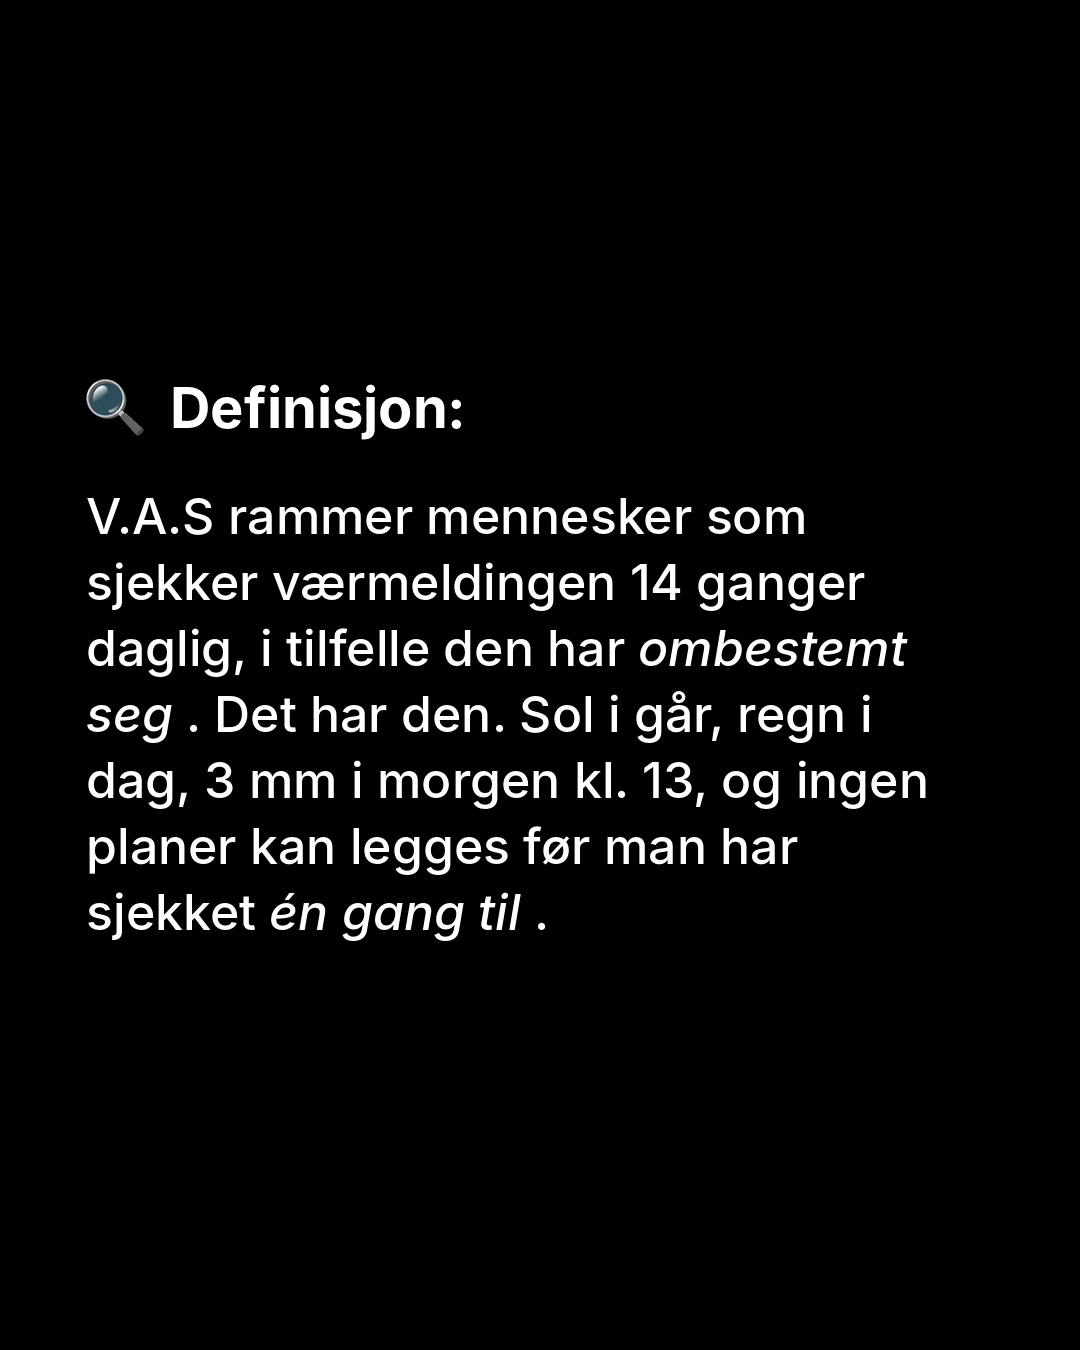 🔍 Definisjon:
V.A.S rammer mennesker som
sjekker værmeldingen 14 ganger
daglig, i tilfelle den har ombestemt
seg . Det har den. Sol i går, regn i
dag, 3 mm i morgen kl. 13, og ingen
planer kan legges før man har
sjekket én gang til .